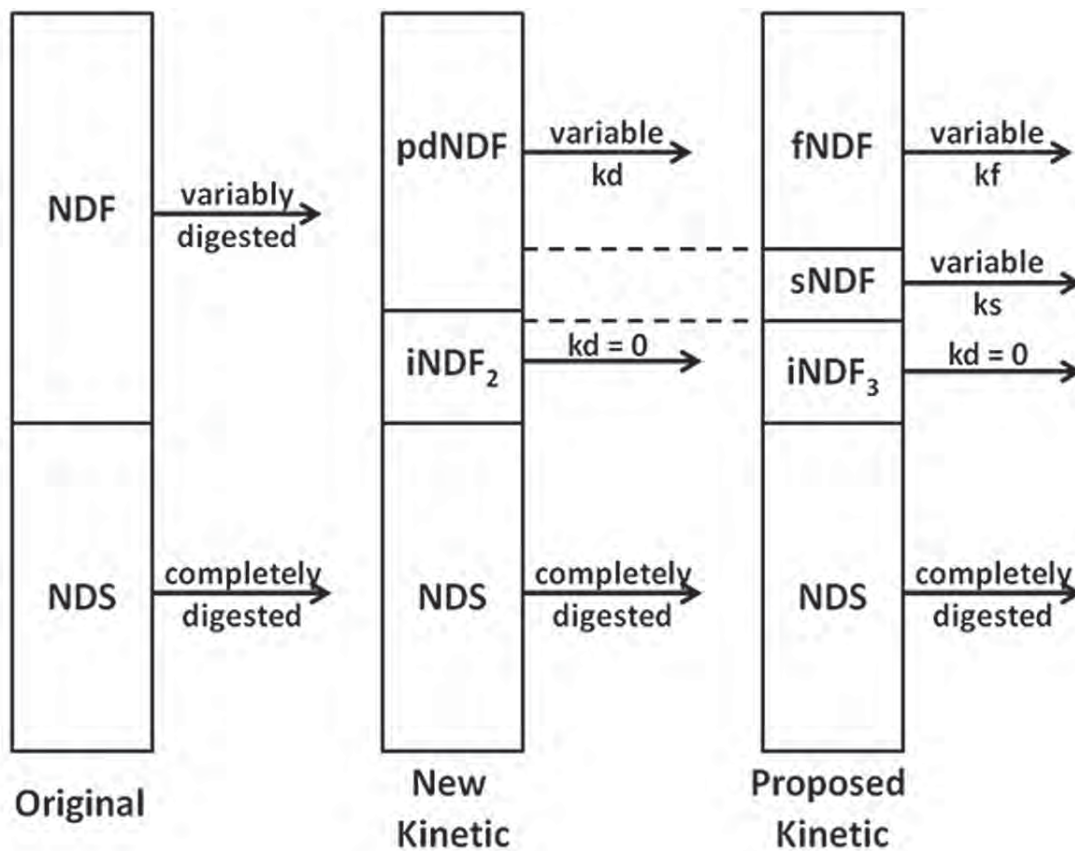 NDF
variably
digested
NDS
completely
digested
Original
pdNDF
variable
kd
iNDF₂
kd = 0
NDS
completely
digested
New
Kinetic
fNDF
variable
kf
sNDF
variable
ks
iNDF₃
kd = 0
NDS
completely
digested
Proposed
Kinetic